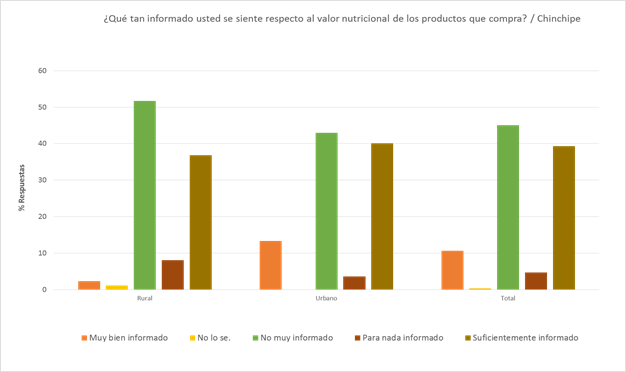 ¿Qué tan informado usted se siente respecto al valor nutricional de los productos que compra? / Chinchipe
60
50
40
30
20
10
0
% Respuestas
Rural Urbano Total
Muy bien informado No lo se. No muy informado Para nada informado Suficientemente informado